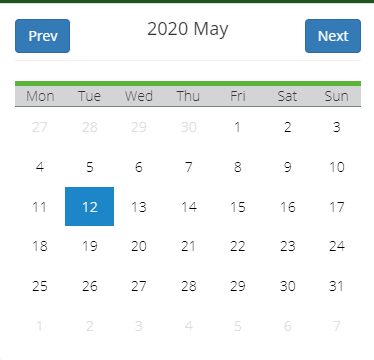 Prev 2020 May Next
Mon Tue Wed Thu Fri Sat Sun
27 28 29 30 1 2 3
4 5 6 7 8 9 10
11 12 13 14 15 16 17
18 19 20 21 22 23 24
25 26 27 28 29 30 31
1 2 3 4 5 6 7